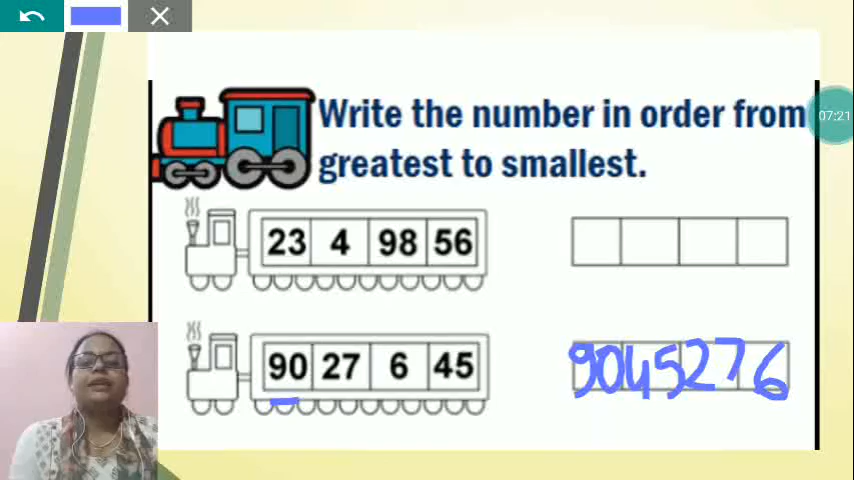 Write the number in order from
greatest to smallest.
07:21
23 4 98 56
90 27 6 45
90 45 27 6